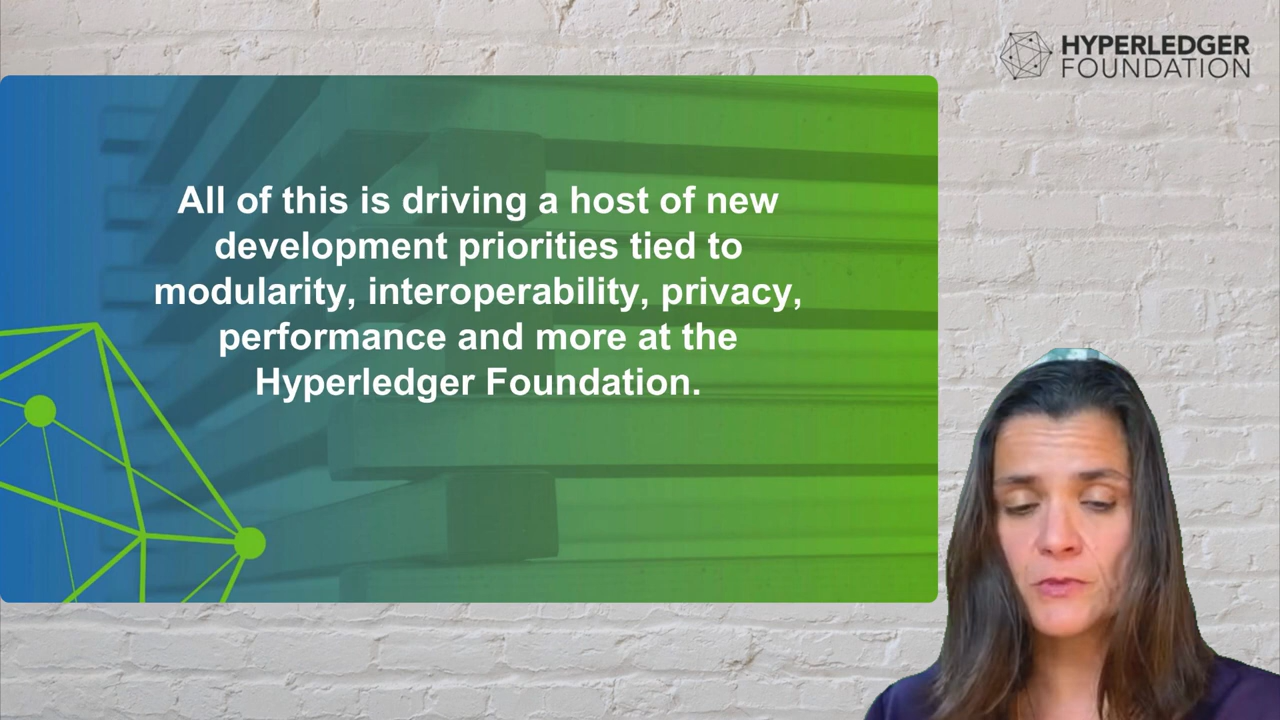 HYPERLEDGER
FOUNDATION
All of this is driving a host of new
development priorities tied to
modularity, interoperability, privacy,
performance and more at the
Hyperledger Foundation.